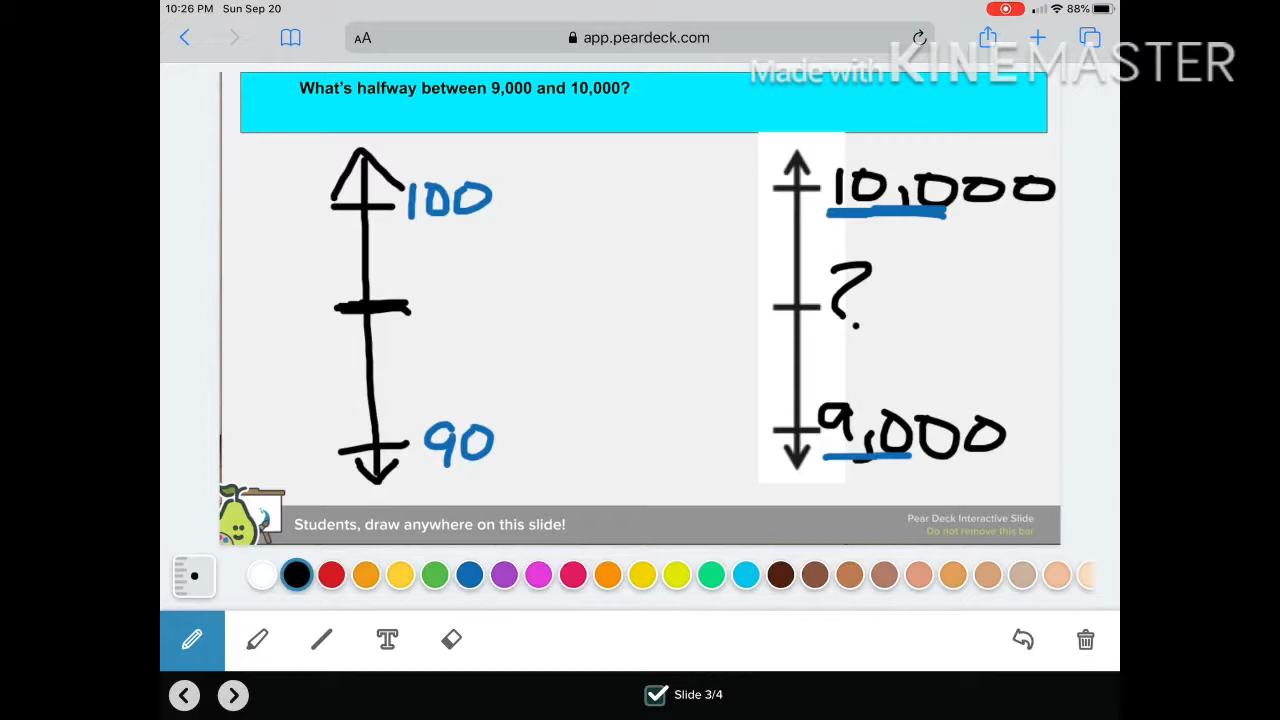 10:26 PM Sun Sep 20
88%
AA
app.peardeck.com
Made with KINEMASTER
What's halfway between 9,000 and 10,000?
100
10,000
?
90
9,000
Students, draw anywhere on this slide!
Pear Deck Interactive Slide
Do not remove this bar
T
Slide 3/4